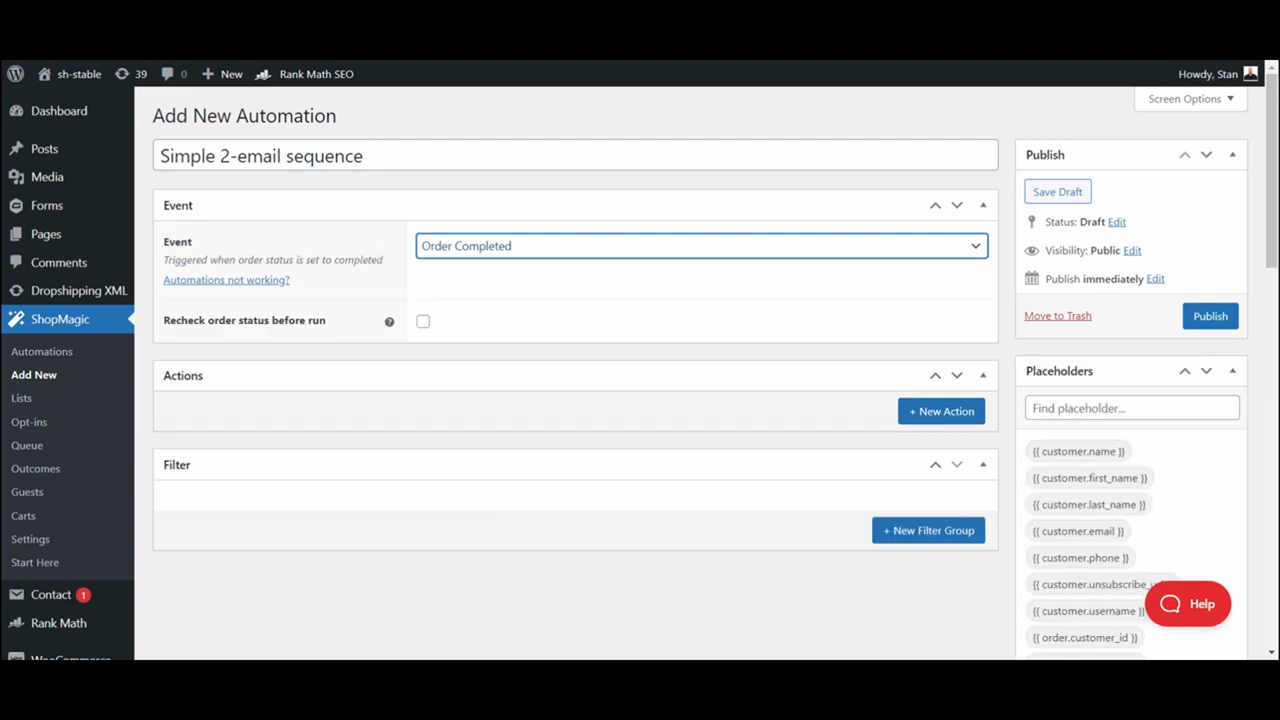 sh-stable 39 0 New Rank Math SEO Howdy, Stan
Screen Options
Dashboard
Posts
Media
Forms
Pages
Comments
Dropshipping XML
ShopMagic
Automations
Add New
Lists
Opt-ins
Queue
Outcomes
Guests
Carts
Settings
Start Here
Contact 1
Rank Math
WooCommerce
Add New Automation
Simple 2-email sequence
Event
Event
Triggered when order status is set to completed
Automations not working?
Order Completed
Recheck order status before run
Actions
+ New Action
Filter
+ New Filter Group
Publish
Save Draft
Status: Draft Edit
Visibility: Public Edit
Publish immediately Edit
Move to Trash Publish
Placeholders
Find placeholder...
{{ customer.name }}
{{ customer.first_name }}
{{ customer.last_name }}
{{ customer.email }}
{{ customer.phone }}
{{ customer.unsubscribe_u
{{ customer.username }}
{{ order.customer_id }}
Help